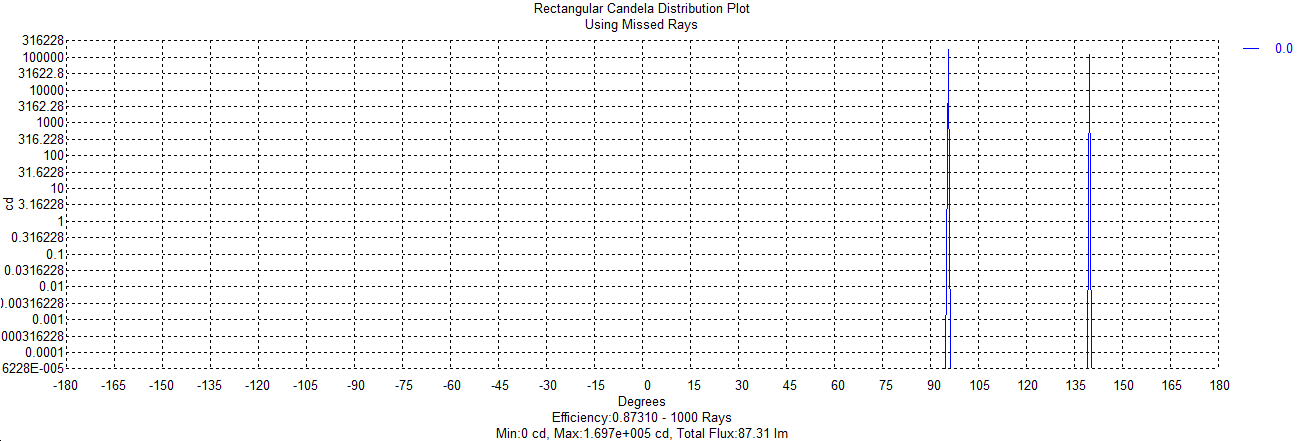 Rectangular Candela Distribution Plot
Using Missed Rays
0.0
316228
100000
31622.8
10000
3162.28
1000
316.228
100
31.6228
10
3.16228
1
0.316228
0.1
0.0316228
0.01
0.00316228
0.001
000316228
0.0001
6228E-005
cd
-180 -165 -150 -135 -120 -105 -90 -75 -60 -45 -30 -15 0 15 30 45 60 75 90 105 120 135 150 165 180
Degrees
Efficiency:0.87310 - 1000 Rays
Min:0 cd, Max:1.697e+005 cd, Total Flux:87.31 lm